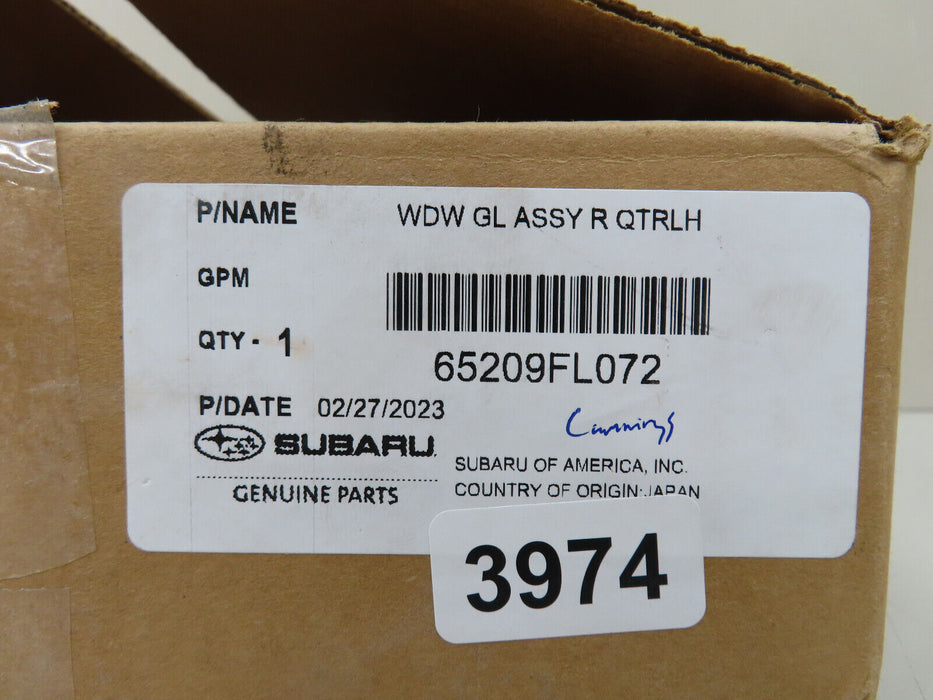 P/NAME WDW GL ASSY R QTRLH
GPM
QTY - 1
65209FL072
P/DATE 02/27/2023
Cummings
SUBARU
SUBARU OF AMERICA, INC.
GENUINE PARTS
COUNTRY OF ORIGIN:JAPAN
3974